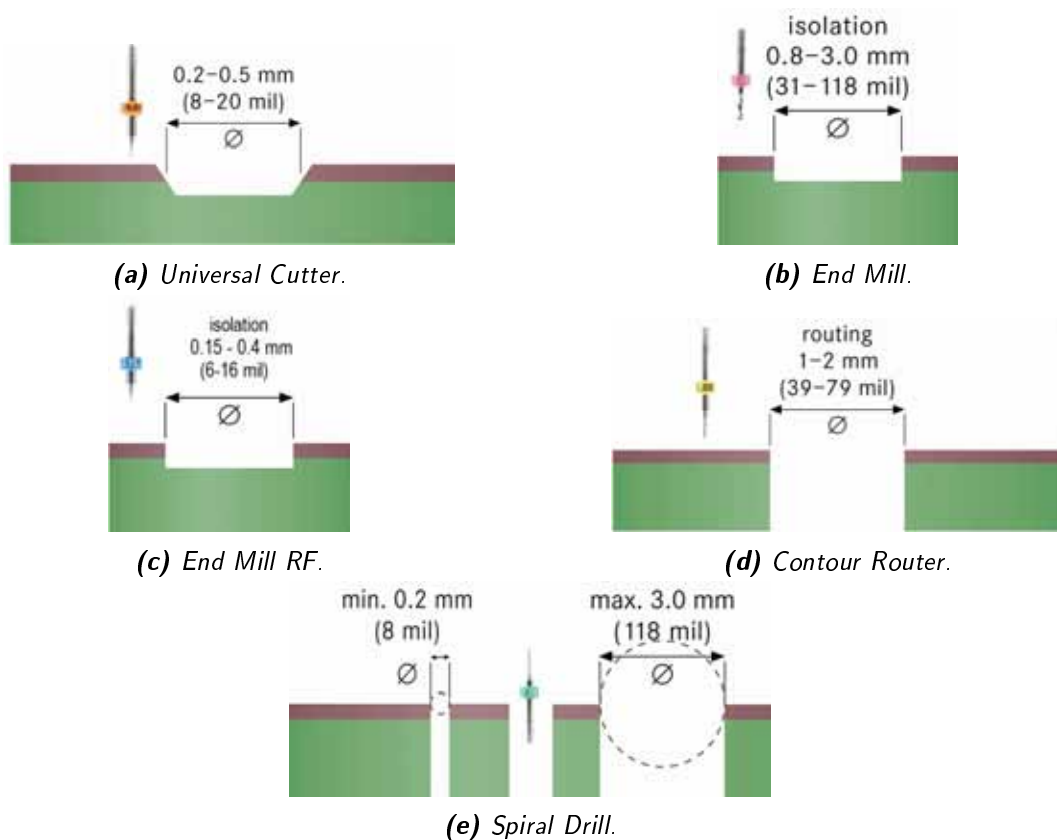 0.2–0.5 mm
(8–20 mil)
Ø
(a) Universal Cutter.
isolation
0.8–3.0 mm
(31–118 mil)
Ø
(b) End Mill.
isolation
0.15 - 0.4 mm
(6-16 mil)
Ø
(c) End Mill RF.
routing
1–2 mm
(39–79 mil)
Ø
(d) Contour Router.
min. 0.2 mm
(8 mil)
Ø
max. 3.0 mm
(118 mil)
Ø
(e) Spiral Drill.